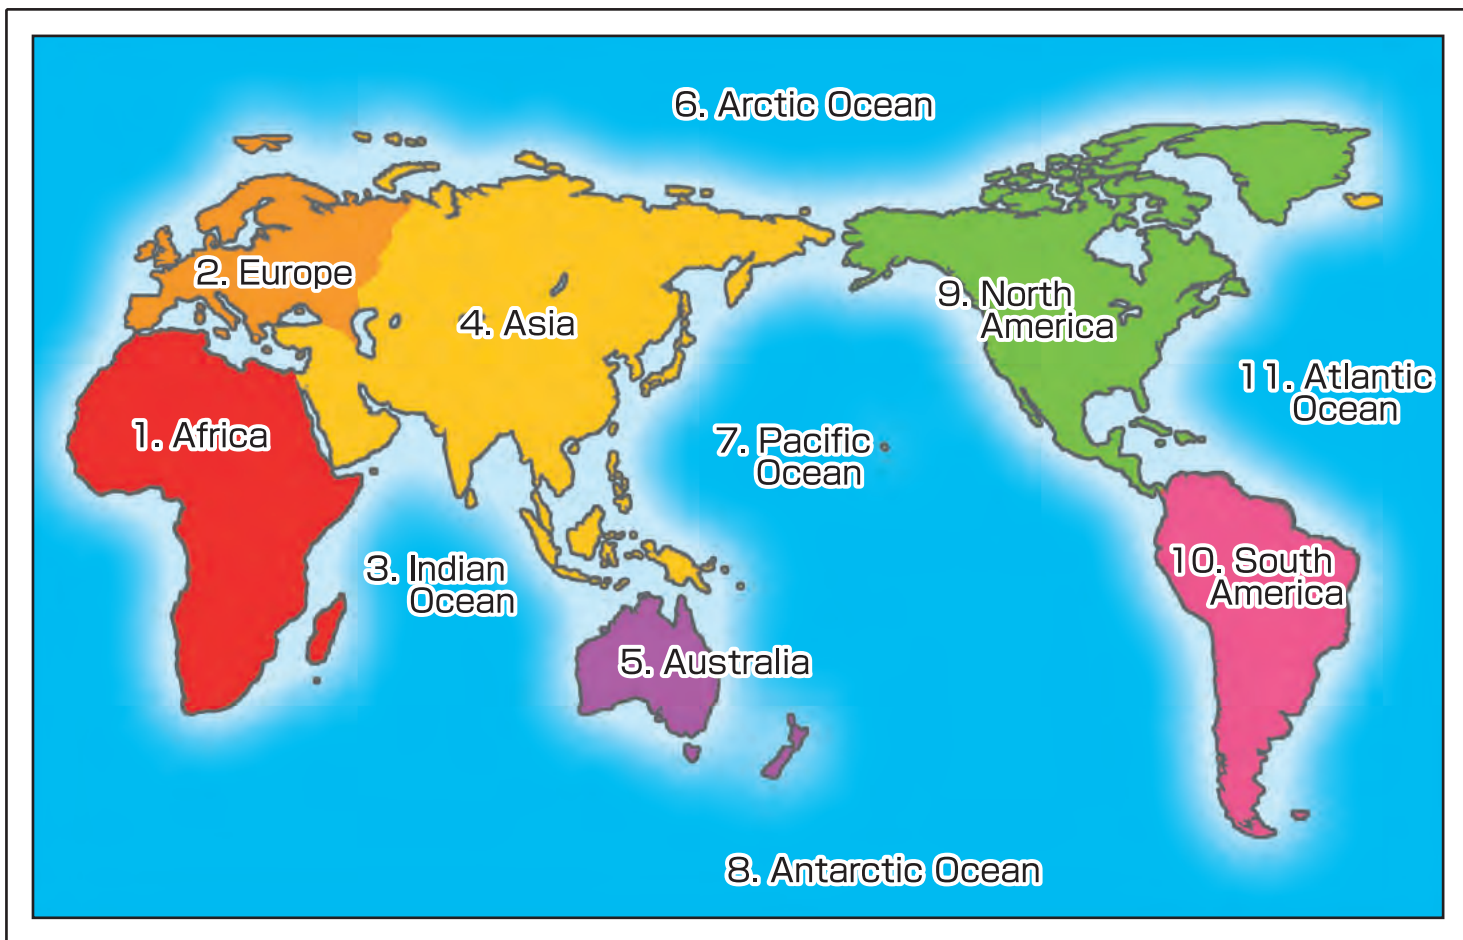 6. Arctic Ocean
2. Europe
4. Asia
9. North
America
11. Atlantic
Ocean
1. Africa
7. Pacific
Ocean
3. Indian
Ocean
10. South
America
5. Australia
8. Antarctic Ocean